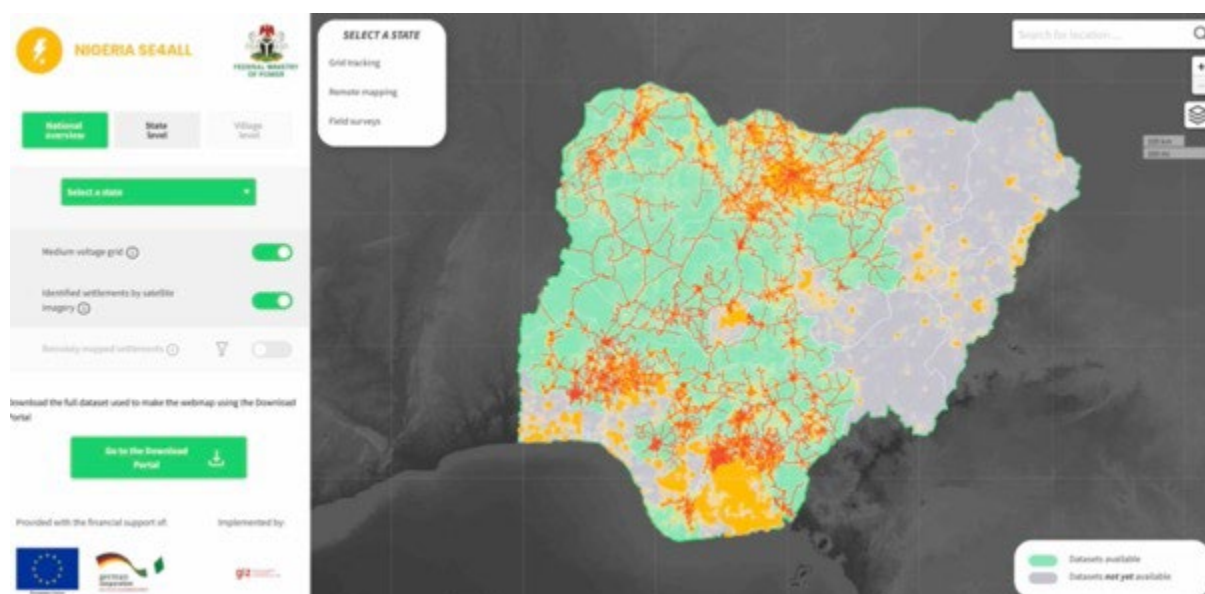 NIGERIA SE4ALL
FEDERAL MINISTRY
OF POWER
National
overview
State
level
Village
level
Select a state
Medium voltage grid
Identified settlements by satellite
imagery
Remotely mapped settlements
Download the full dataset used to make the webmap using the Download
Portal
Go to the Download
Portal
Provided with the financial support of:
Implemented by:
german
cooperation
giz
SELECT A STATE
Grid tracking
Remote mapping
Field surveys
Search for location...
Datasets available
Datasets not yet available